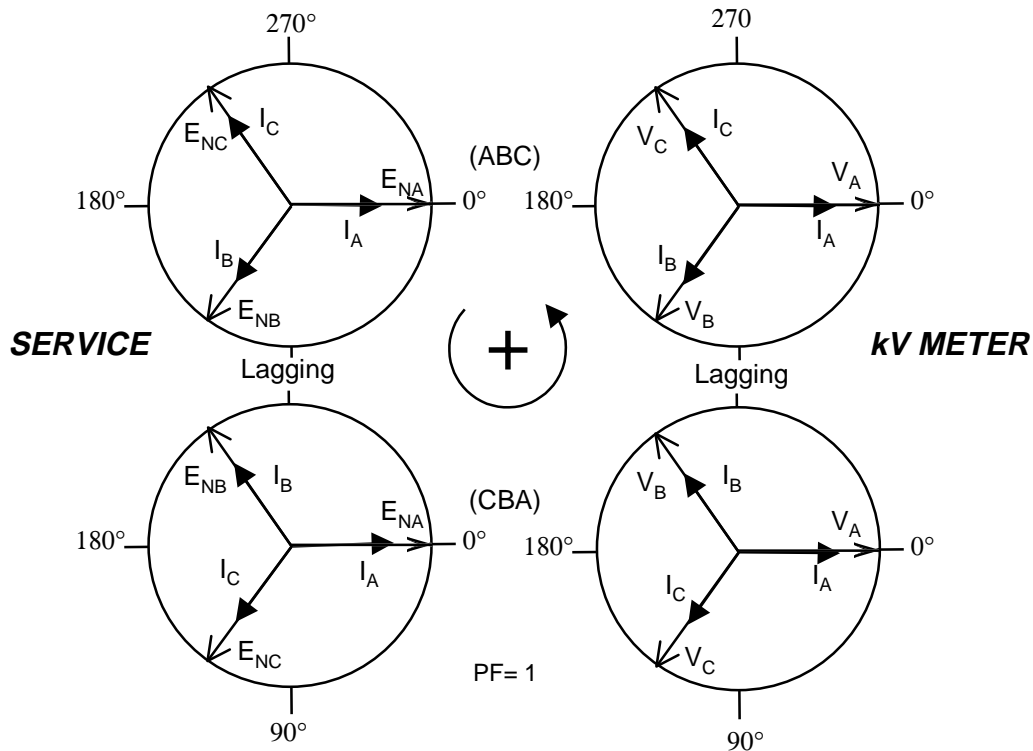 270°
270
I_C
E_NC
(ABC)
E_NA
180°
0°
I_A
I_B
E_NB
I_C
V_C
V_A
180°
0°
I_A
I_B
V_B
SERVICE
+
kV METER
Lagging
Lagging
E_NB
I_B
(CBA)
E_NA
180°
0°
I_C
I_A
E_NC
V_B
I_B
V_A
180°
0°
I_C
I_A
V_C
PF= 1
90°
90°